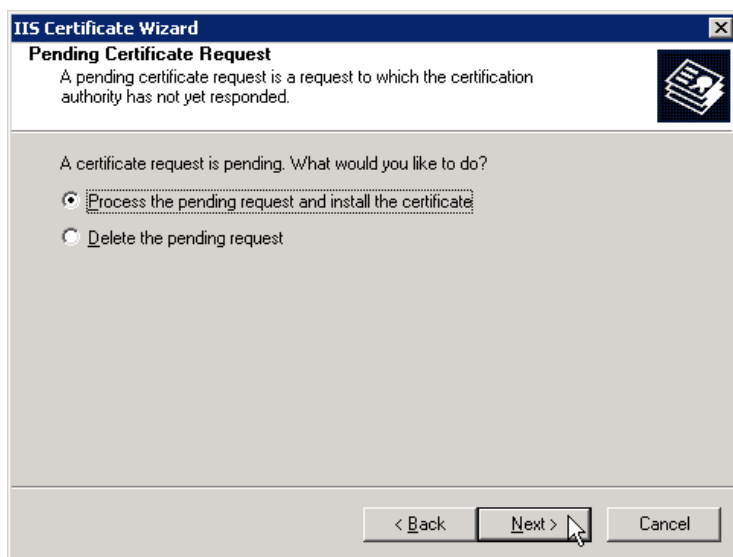 IIS Certificate Wizard
Pending Certificate Request
A pending certificate request is a request to which the certification
authority has not yet responded.
A certificate request is pending. What would you like to do?
Process the pending request and install the certificate
Delete the pending request
< Back Next > Cancel